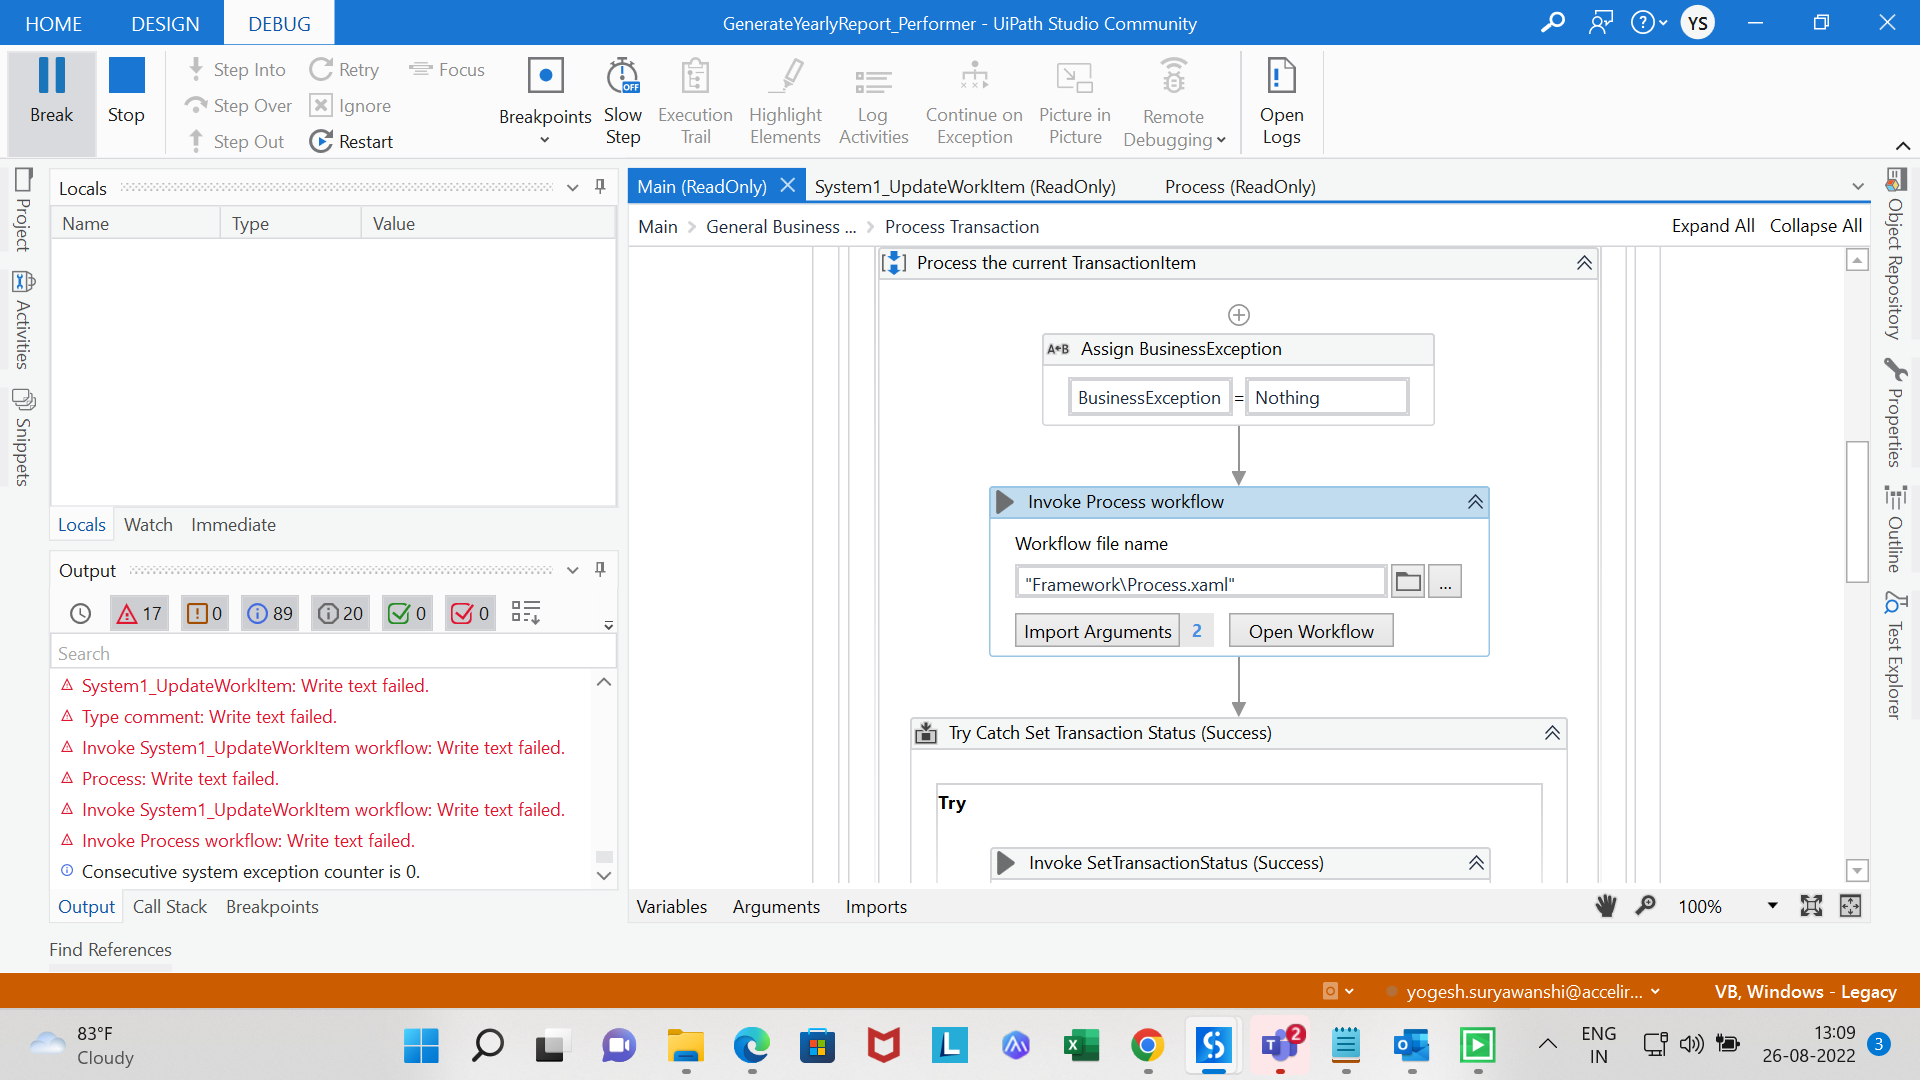 HOME DESIGN DEBUG
GenerateYearlyReport_Performer - UiPath Studio Community
YS
Break
Stop
Step Into
Step Over
Step Out
Retry
Ignore
Restart
Focus
Breakpoints
Slow Step
OFF
Execution Trail
Highlight Elements
Log Activities
Continue on Exception
Picture in Picture
Remote Debugging
Open Logs
Project
Activities
Snippets
Locals
Name Type Value
Locals Watch Immediate
Output
17 0 89 20 0 0
Search
System1_UpdateWorkItem: Write text failed.
Type comment: Write text failed.
Invoke System1_UpdateWorkItem workflow: Write text failed.
Process: Write text failed.
Invoke System1_UpdateWorkItem workflow: Write text failed.
Invoke Process workflow: Write text failed.
Consecutive system exception counter is 0.
Output Call Stack Breakpoints
Find References
Main (ReadOnly) System1_UpdateWorkItem (ReadOnly) Process (ReadOnly)
Main General Business ... Process Transaction
Expand All Collapse All
Process the current TransactionItem
A B Assign BusinessException
BusinessException = Nothing
Invoke Process workflow
Workflow file name
"Framework\Process.xaml"
...
Import Arguments 2 Open Workflow
Try Catch Set Transaction Status (Success)
Try
Invoke SetTransactionStatus (Success)
Variables Arguments Imports
100%
Object Repository
Properties
Outline
Test Explorer
yogesh.suryawanshi@accelir...
VB, Windows - Legacy
83°F
Cloudy
L
2
ENG
IN
13:09
26-08-2022
3